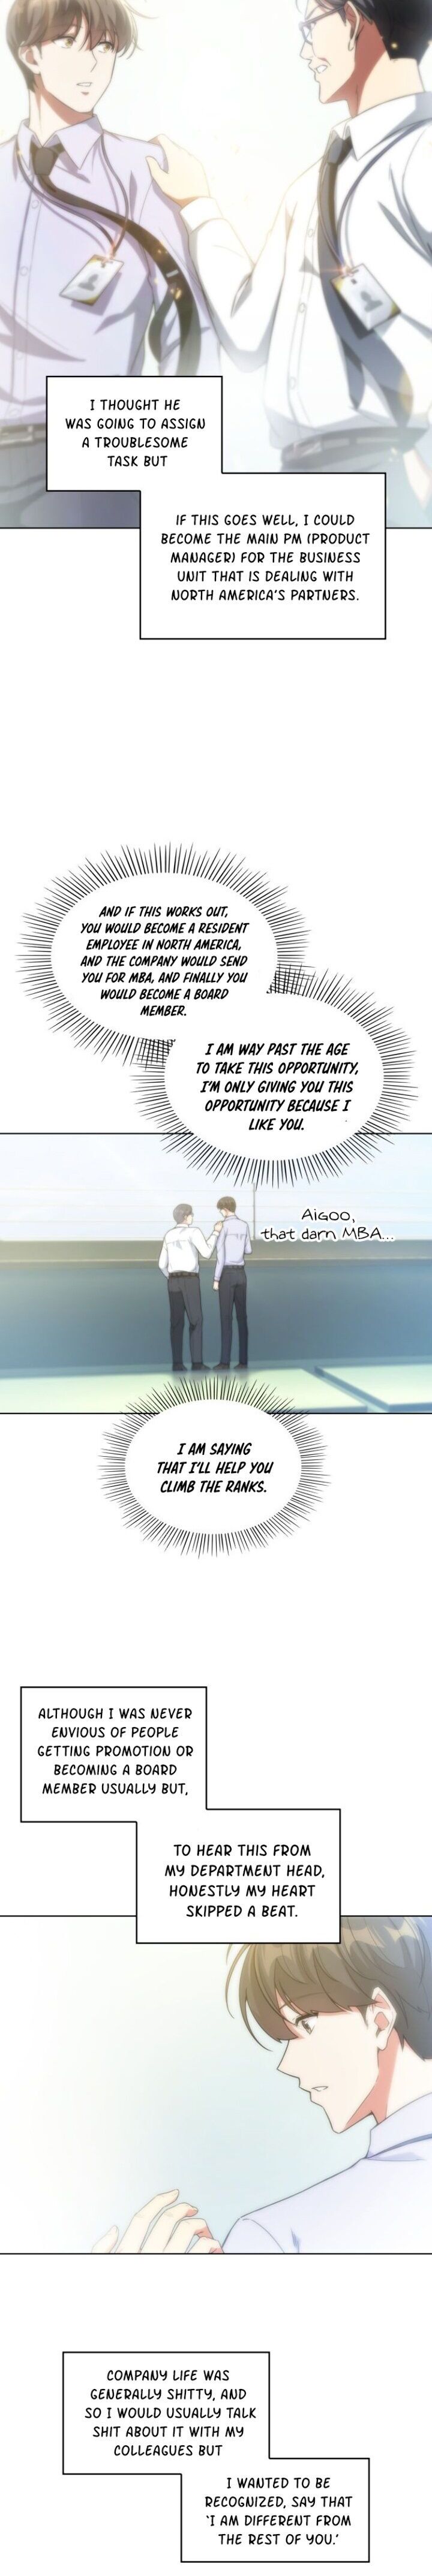 I THOUGHT HE
WAS GOING TO ASSIGN
A TROUBLESOME
TASK BUT
IF THIS GOES WELL, I COULD
BECOME THE MAIN PM (PRODUCT
MANAGER) FOR THE BUSINESS
UNIT THAT IS DEALING WITH
NORTH AMERICA'S PARTNERS.
AND IF THIS WORKS OUT,
YOU WOULD BECOME A RESIDENT
EMPLOYEE IN NORTH AMERICA,
AND THE COMPANY WOULD SEND
YOU FOR MBA, AND FINALLY YOU
WOULD BECOME A BOARD
MEMBER.
I AM WAY PAST THE AGE
TO TAKE THIS OPPORTUNITY,
I'M ONLY GIVING YOU THIS
OPPORTUNITY BECAUSE I
LIKE YOU.
AIGOO,
that darn MBA...
I AM SAYING
THAT I'LL HELP YOU
CLIMB THE RANKS.
ALTHOUGH I WAS NEVER
ENVIOUS OF PEOPLE
GETTING PROMOTION OR
BECOMING A BOARD
MEMBER USUALLY BUT,
TO HEAR THIS FROM
MY DEPARTMENT HEAD,
HONESTLY MY HEART
SKIPPED A BEAT.
COMPANY LIFE WAS
GENERALLY SHITTY, AND
SO I WOULD USUALLY TALK
SHIT ABOUT IT WITH MY
COLLEAGUES BUT
I WANTED TO BE
RECOGNIZED, SAY THAT
'I AM DIFFERENT FROM
THE REST OF YOU.'